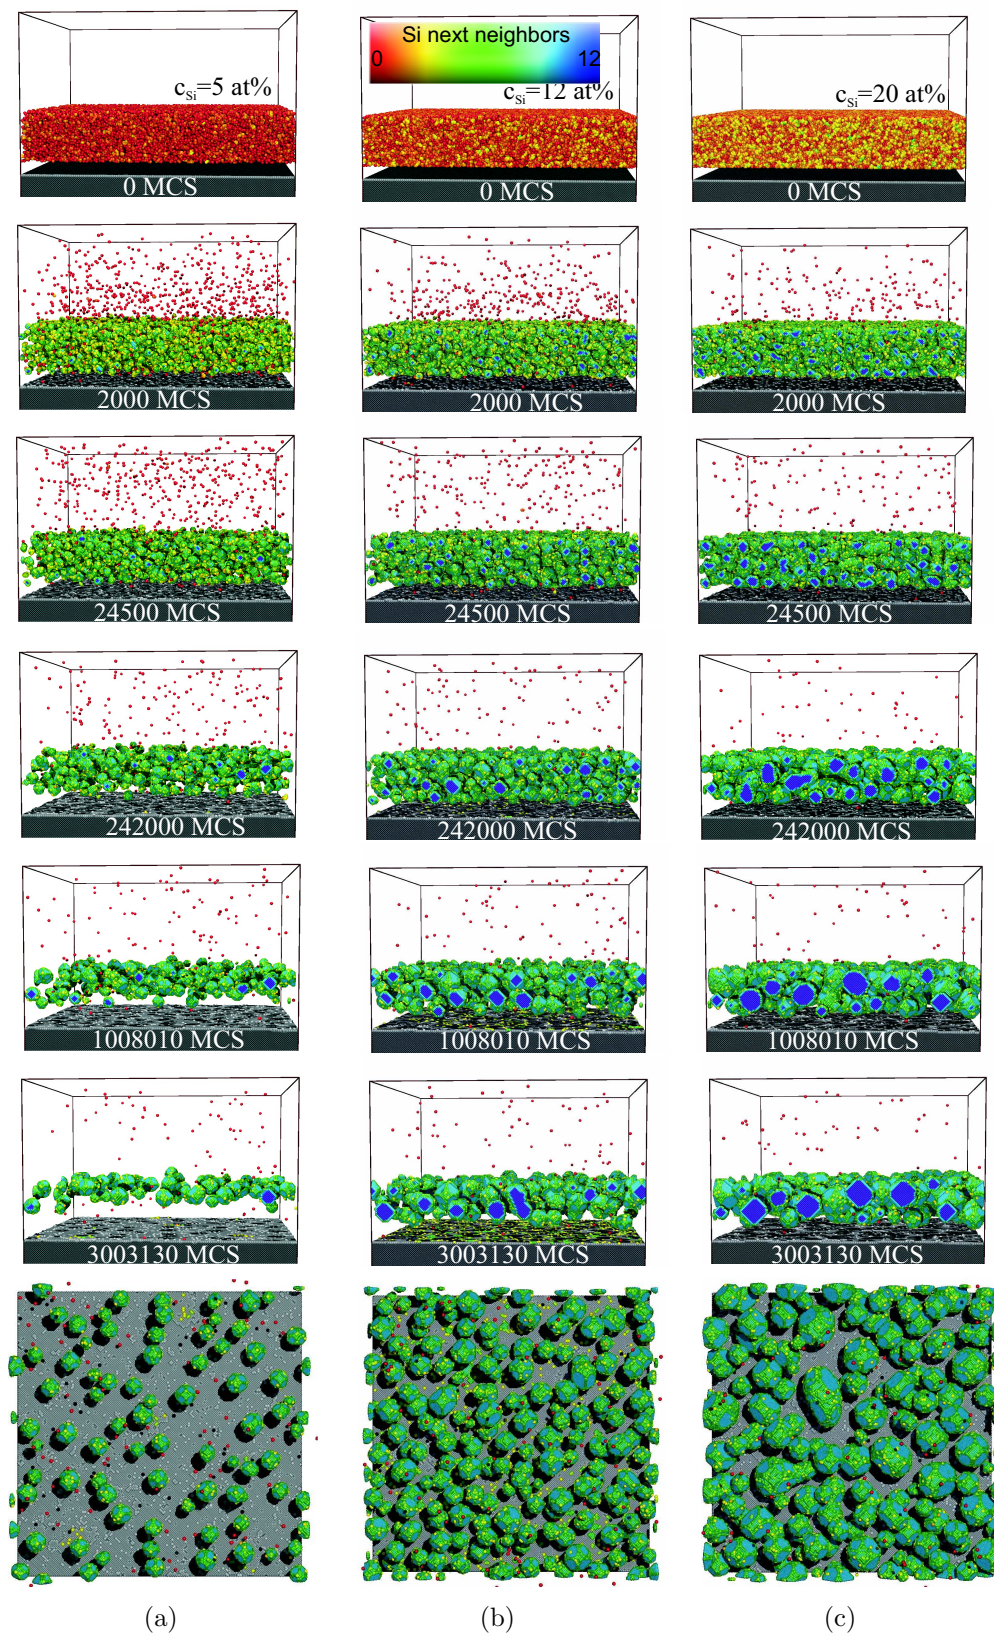 Si next neighbors
0 12
c_Si=5 at% c_Si=12 at% c_Si=20 at%
0 MCS 0 MCS 0 MCS
2000 MCS 2000 MCS 2000 MCS
24500 MCS 24500 MCS 24500 MCS
242000 MCS 242000 MCS 242000 MCS
1008010 MCS 1008010 MCS 1008010 MCS
3003130 MCS 3003130 MCS 3003130 MCS
(a) (b) (c)